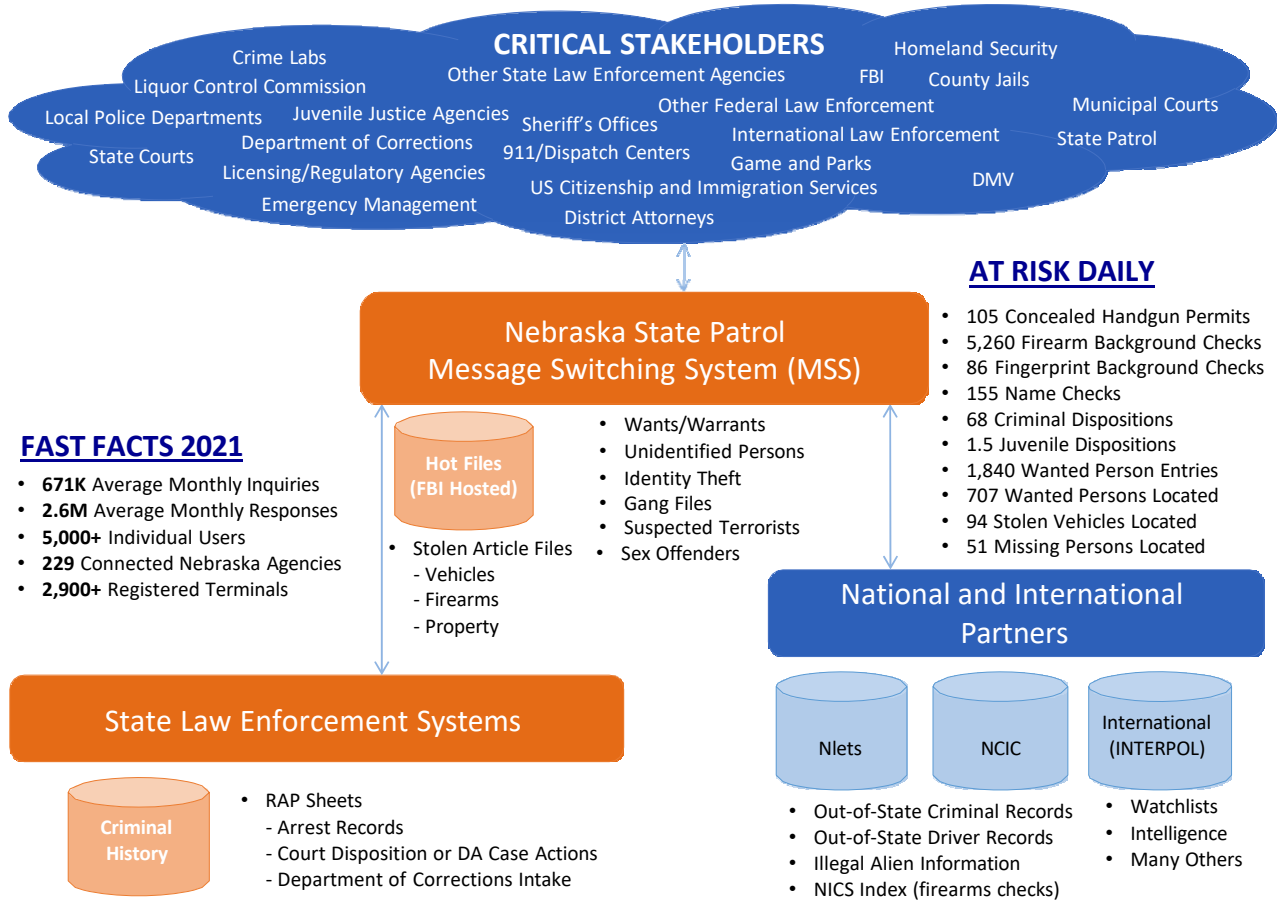 CRITICAL STAKEHOLDERS
Homeland Security
Crime Labs
Other State Law Enforcement Agencies
FBI
County Jails
Liquor Control Commission
Other Federal Law Enforcement
Municipal Courts
Local Police Departments
Juvenile Justice Agencies
Sheriff's Offices
International Law Enforcement
State Patrol
Department of Corrections
911/Dispatch Centers
State Courts
Game and Parks
Licensing/Regulatory Agencies
US Citizenship and Immigration Services
DMV
Emergency Management
District Attorneys
Nebraska State Patrol
Message Switching System (MSS)
AT RISK DAILY
• 105 Concealed Handgun Permits
• 5,260 Firearm Background Checks
• 86 Fingerprint Background Checks
• 155 Name Checks
• 68 Criminal Dispositions
• 1.5 Juvenile Dispositions
• 1,840 Wanted Person Entries
• 707 Wanted Persons Located
• 94 Stolen Vehicles Located
• 51 Missing Persons Located
FAST FACTS 2021
• 671K Average Monthly Inquiries
• 2.6M Average Monthly Responses
• 5,000+ Individual Users
• 229 Connected Nebraska Agencies
• 2,900+ Registered Terminals
Hot Files
(FBI Hosted)
• Stolen Article Files
- Vehicles
- Firearms
- Property
• Wants/Warrants
• Unidentified Persons
• Identity Theft
• Gang Files
• Suspected Terrorists
• Sex Offenders
National and International
Partners
Nlets
NCIC
International
(INTERPOL)
• Out-of-State Criminal Records
• Out-of-State Driver Records
• Illegal Alien Information
• NICS Index (firearms checks)
• Watchlists
• Intelligence
• Many Others
State Law Enforcement Systems
Criminal
History
• RAP Sheets
- Arrest Records
- Court Disposition or DA Case Actions
- Department of Corrections Intake